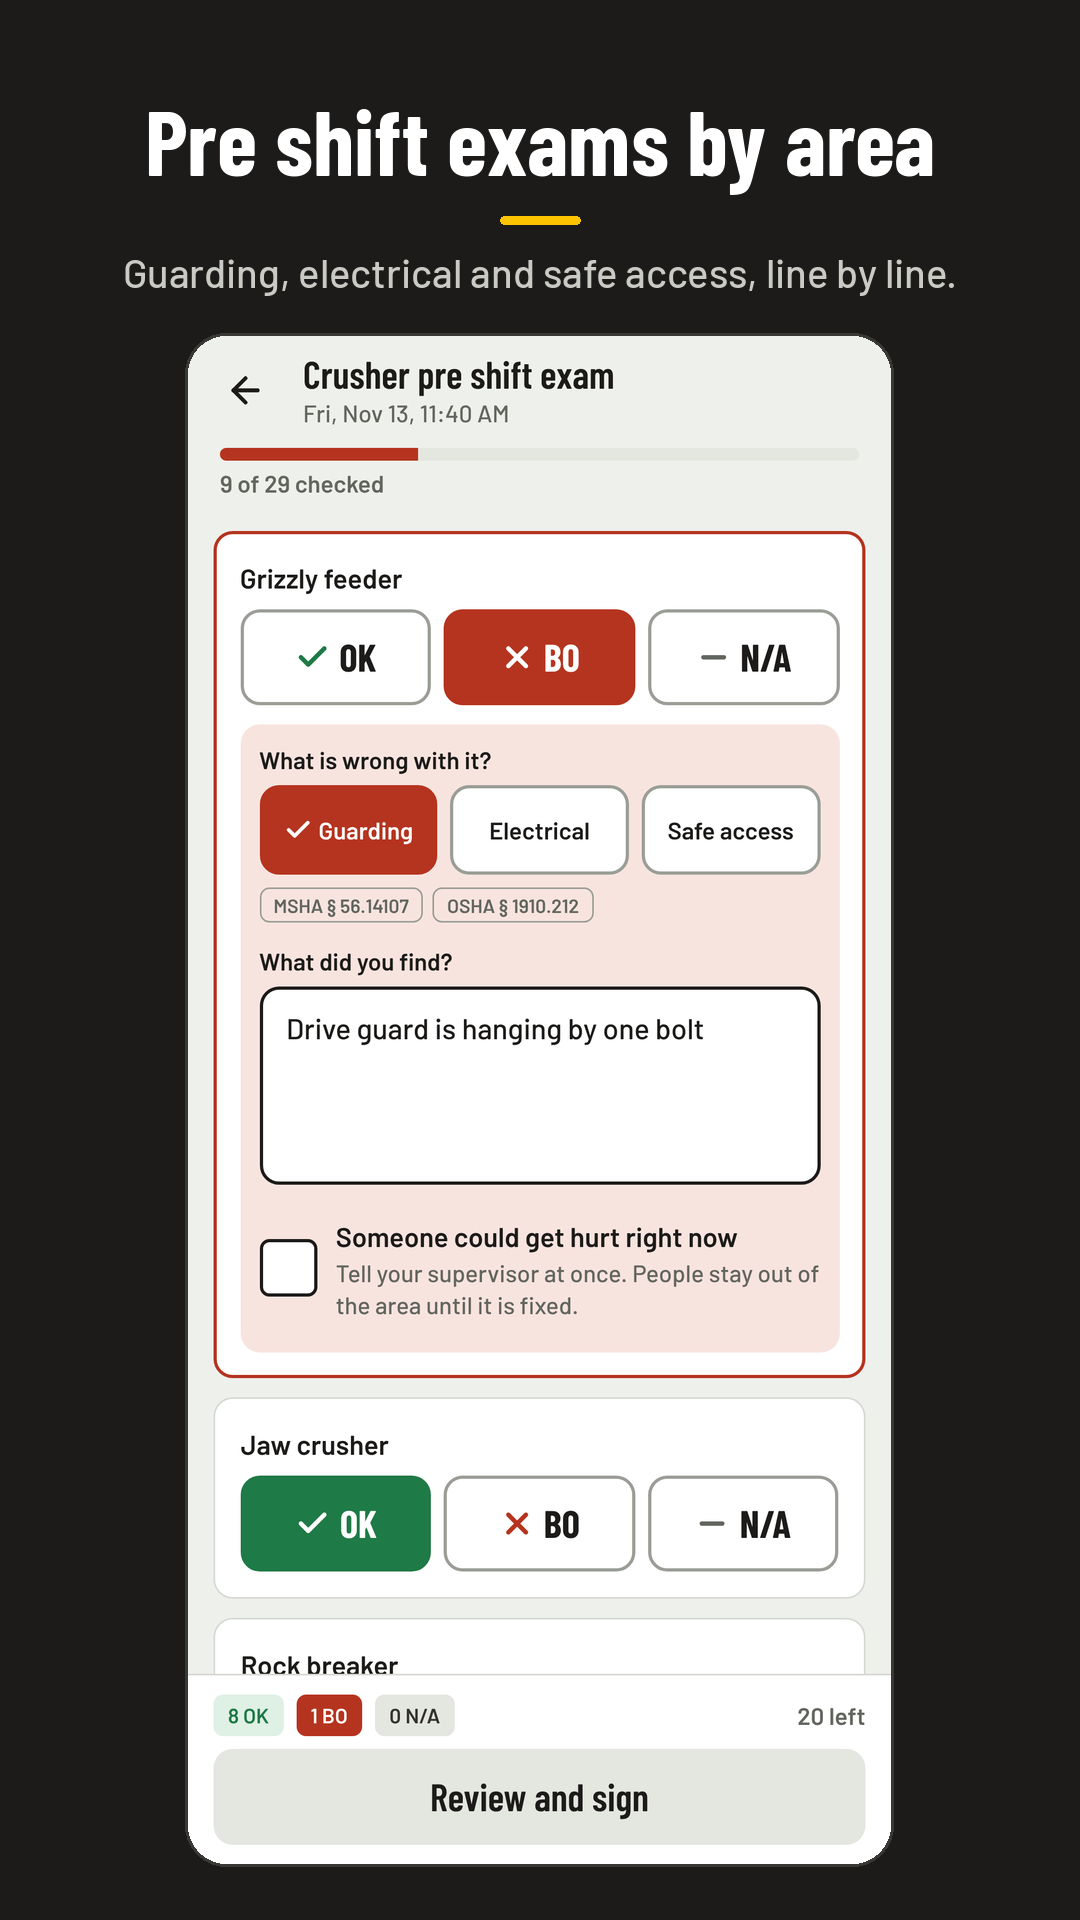 Pre shift exams by area
Guarding, electrical and safe access, line by line.
Crusher pre shift exam
Fri, Nov 13, 11:40 AM
9 of 29 checked
Grizzly feeder
OK
BO
N/A
What is wrong with it?
Guarding
Electrical
Safe access
MSHA § 56.14107
OSHA § 1910.212
What did you find?
Drive guard is hanging by one bolt
Someone could get hurt right now
Tell your supervisor at once. People stay out of
the area until it is fixed.
Jaw crusher
OK
BO
N/A
Rock breaker
8 OK
1 BO
0 N/A
20 left
Review and sign